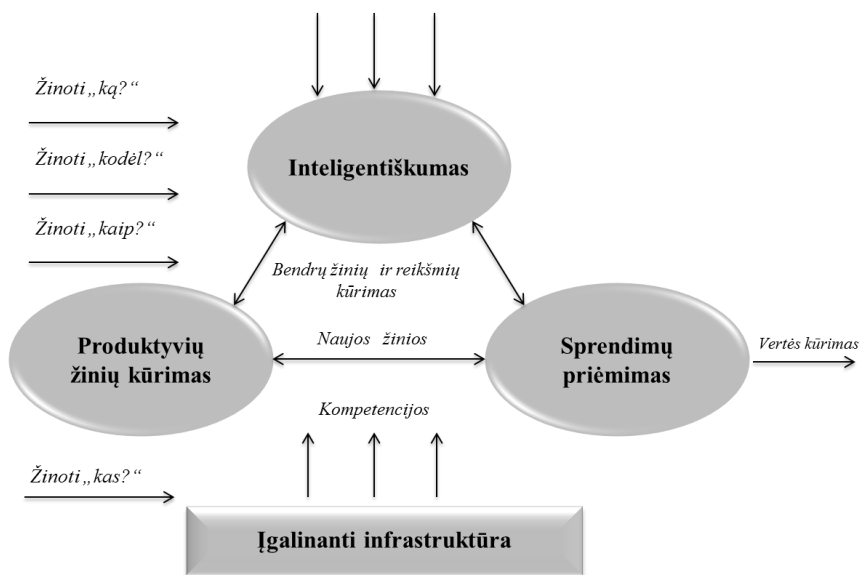 Žinoti „ką?“
Žinoti „kodėl?“
Žinoti „kaip?“
Inteligentiškumas
Bendrų žinių ir reikšmių
kūrimas
Produktyvių
žinių kūrimas
Naujos žinios
Sprendimų
priėmimas
Vertės kūrimas
Kompetencijos
Žinoti „kas?“
Įgalinanti infrastruktūra